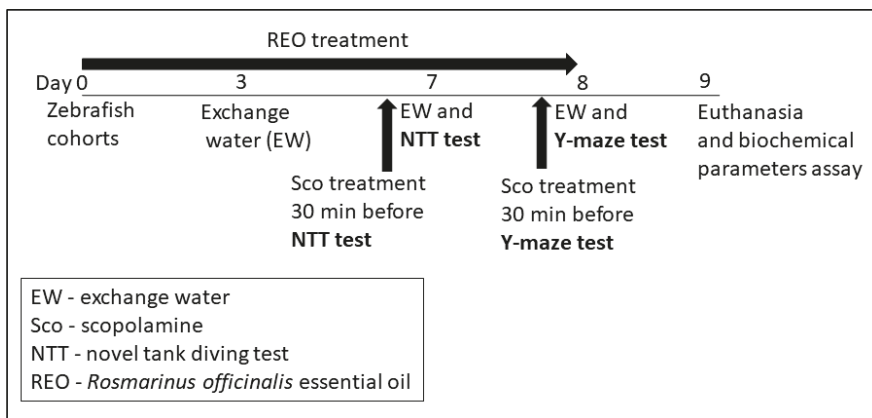 REO treatment
Day 0 3 7 8 9
Zebrafish
cohorts
Exchange
water (EW)
EW and
NTT test
EW and
Y-maze test
Euthanasia
and biochemical
parameters assay
Sco treatment
30 min before
NTT test
Sco treatment
30 min before
Y-maze test
EW - exchange water
Sco - scopolamine
NTT - novel tank diving test
REO - Rosmarinus officinalis essential oil